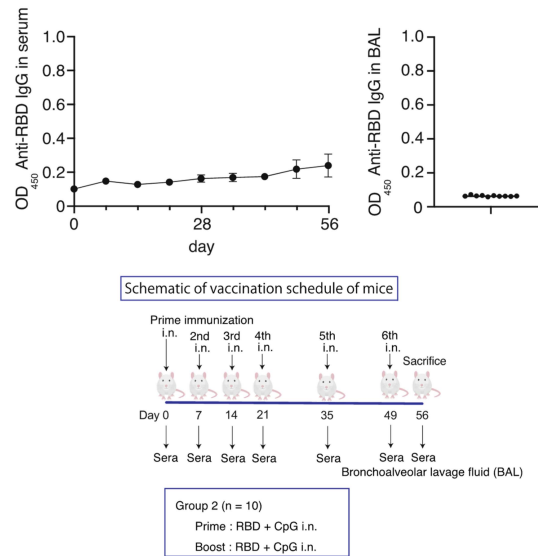 OD450 Anti-RBD IgG in serum
1.0
0.8
0.6
0.4
0.2
0
0
28
56
day
OD450 Anti-RBD IgG in BAL
1.0
0.8
0.6
0.4
0.2
0
Schematic of vaccination schedule of mice
Prime immunization
i.n.
2nd
i.n.
3rd
i.n.
4th
i.n.
5th
i.n.
6th
i.n.
Sacrifice
Day 0 7 14 21 35 49 56
Sera Sera Sera Sera Sera Sera Sera
Bronchoalveolar lavage fluid (BAL)
Group 2 (n = 10)
Prime : RBD + CpG i.n.
Boost : RBD + CpG i.n.